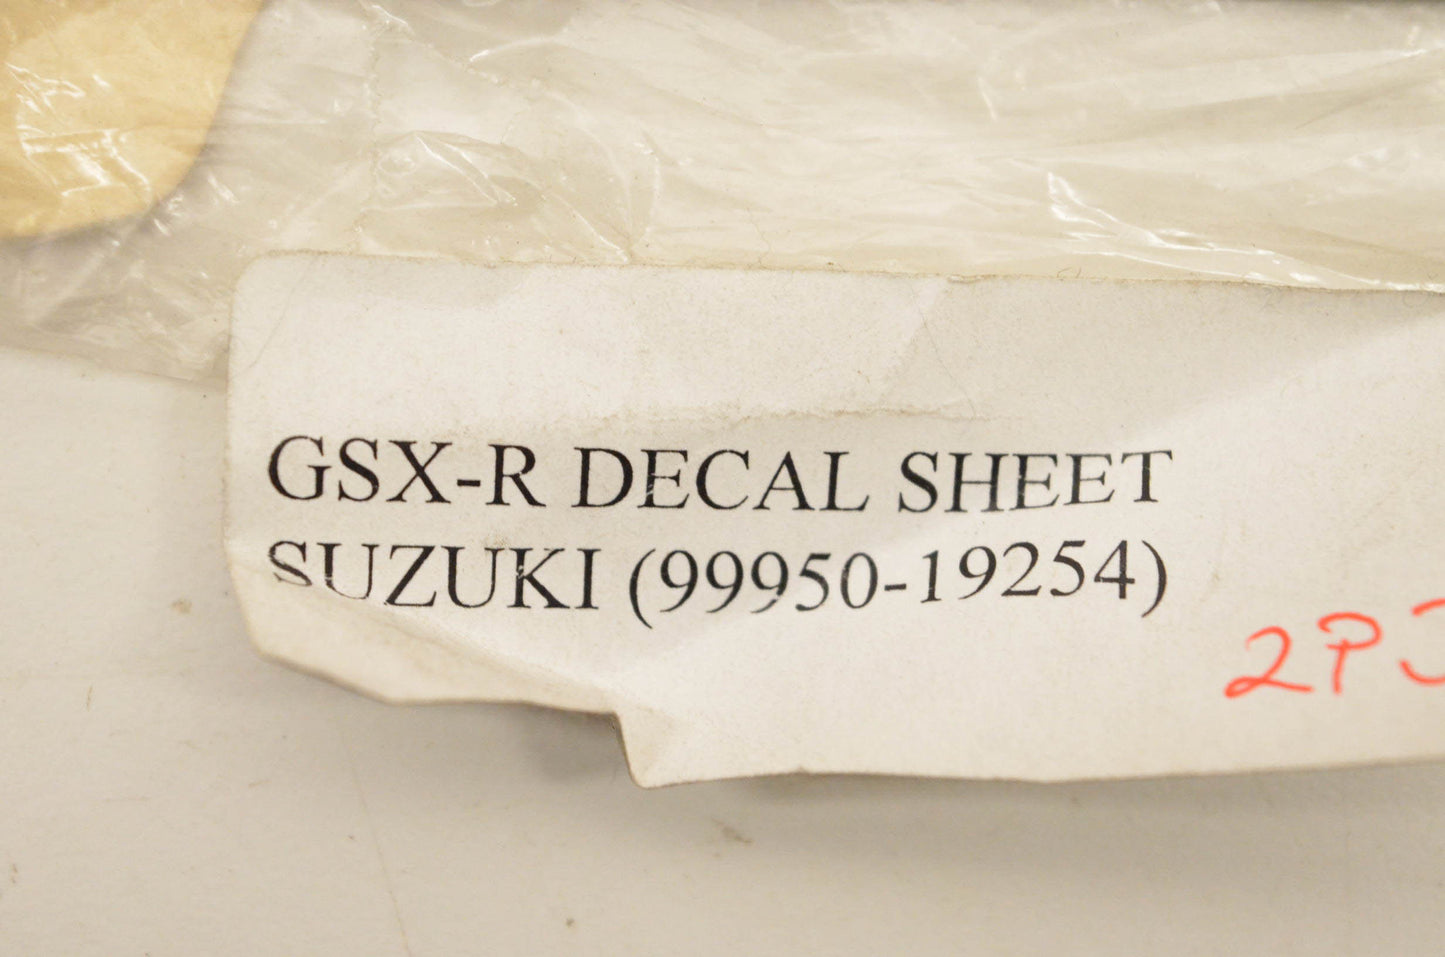 GSX-R DECAL SHEET
SUZUKI (99950-19254)